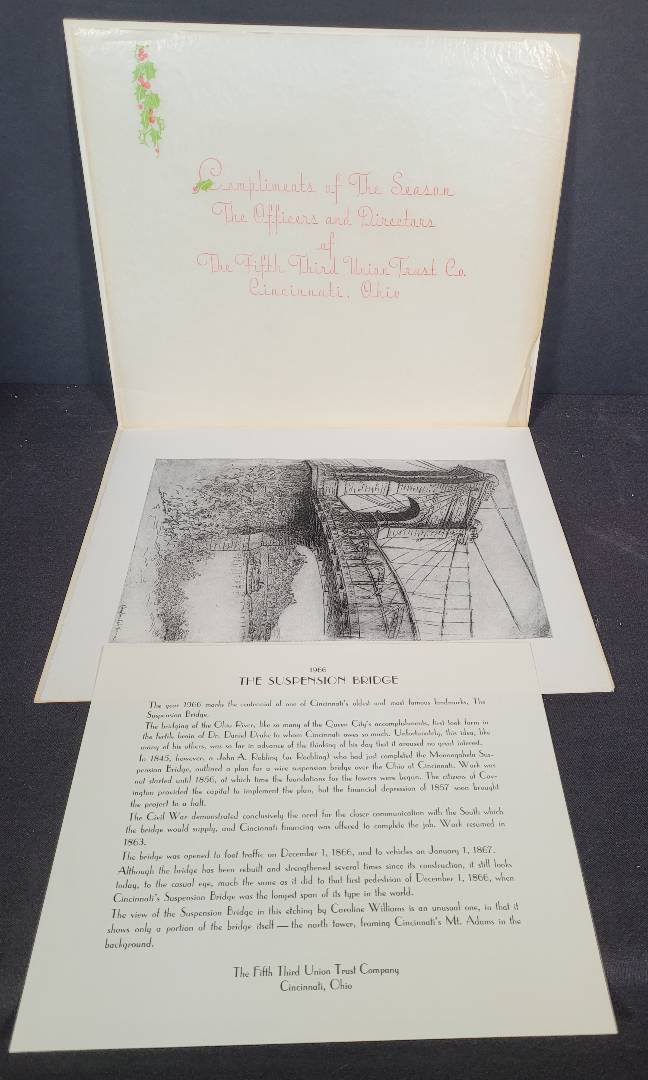 Compliments of The Season
The Officers and Directors
of
The Fifth Third Union Trust Co.
Cincinnati, Ohio
1966
THE SUSPENSION BRIDGE
The year 1966 marks the centennial of one of Cincinnati's oldest and most famous landmarks, The
Suspension Bridge.
The bridging of the Ohio River, like so many of the Queen City's accomplishments, first took form in
the fertile brain of Dr. Daniel Drake to whom Cincinnati owes so much. Unfortunately, this idea, like
many of his others, was so far in advance of the thinking of his day that it aroused no great interest.
In 1845, however, a John A. Robling (or Roebling) who had just completed the Monongahela Sus-
pension Bridge, outlined a plan for a wire suspension bridge over the Ohio at Cincinnati. Work was
not started until 1856, at which time the foundations for the towers were begun. The citizens of Cov-
ington provided the capital to implement the plan, but the financial depression of 1857 soon brought
the project to a halt.
The Civil War demonstrated conclusively the need for the closer communication with the South which
the bridge would supply, and Cincinnati financing was offered to complete the job. Work resumed in
1863.
The bridge was opened to foot traffic on December 1, 1866, and to vehicles on January 1, 1867.
Although the bridge has been rebuilt and strengthened several times since its construction, it still looks
today, to the casual eye, much the same as it did to that first pedestrian of December 1, 1866, when
Cincinnati's Suspension Bridge was the longest span of its type in the world.
The view of the Suspension Bridge in this etching by Caroline Williams is an unusual one, in that it
shows only a portion of the bridge itself — the north tower, framing Cincinnati's Mt. Adams in the
background.
The Fifth Third Union Trust Company
Cincinnati, Ohio